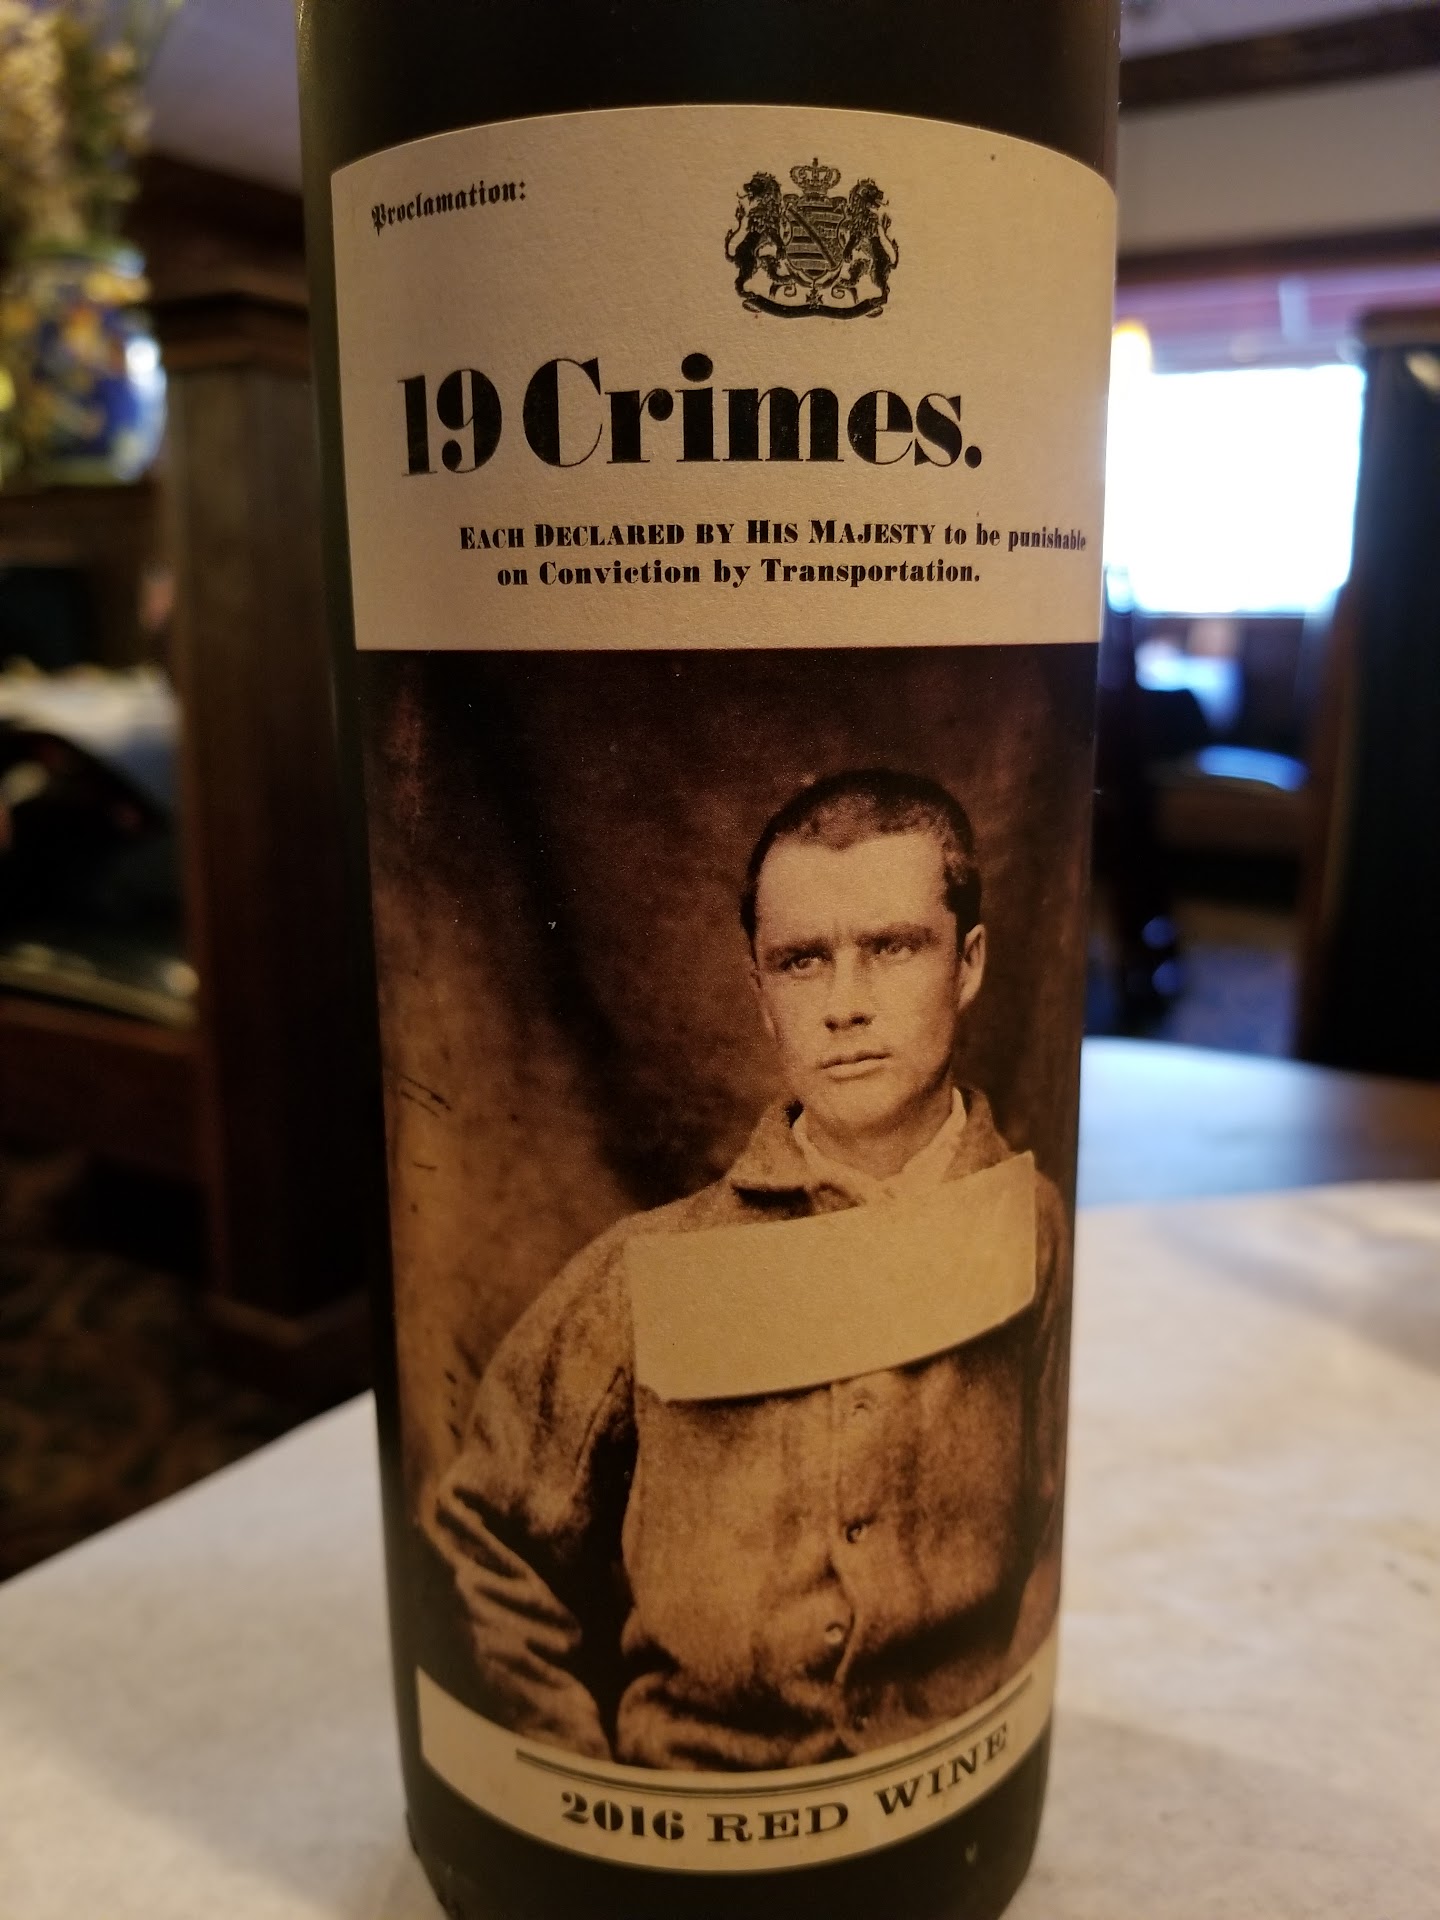 Proclamation:
19 Crimes.
EACH DECLARED BY HIS MAJESTY to be punishable
on Conviction by Transportation.
2016 RED WINE